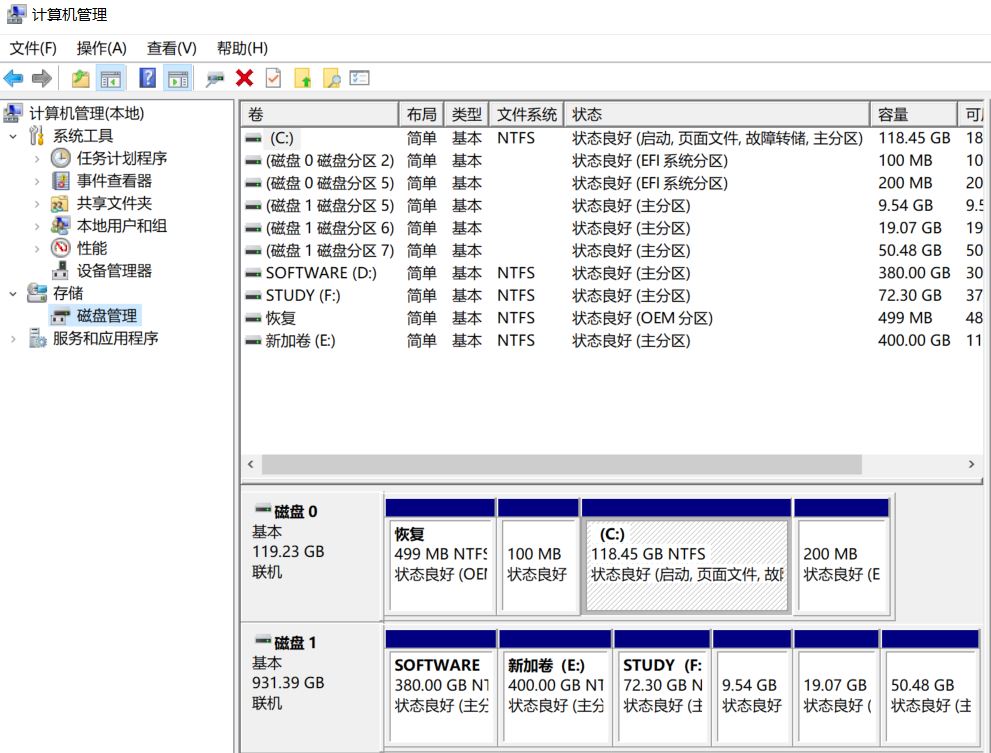 计算机管理
文件(F) 操作(A) 查看(V) 帮助(H)
计算机管理(本地)
系统工具
任务计划程序
事件查看器
共享文件夹
本地用户和组
性能
设备管理器
存储
磁盘管理
服务和应用程序
卷 布局 类型 文件系统 状态 容量
(C:) 简单 基本 NTFS 状态良好 (启动, 页面文件, 故障转储, 主分区) 118.45 GB 18
(磁盘 0 磁盘分区 2) 简单 基本 状态良好 (EFI 系统分区) 100 MB 10
(磁盘 0 磁盘分区 5) 简单 基本 状态良好 (EFI 系统分区) 200 MB 20
(磁盘 1 磁盘分区 5) 简单 基本 状态良好 (主分区) 9.54 GB 9.5
(磁盘 1 磁盘分区 6) 简单 基本 状态良好 (主分区) 19.07 GB 19
(磁盘 1 磁盘分区 7) 简单 基本 状态良好 (主分区) 50.48 GB 50
SOFTWARE (D:) 简单 基本 NTFS 状态良好 (主分区) 380.00 GB 30
STUDY (F:) 简单 基本 NTFS 状态良好 (主分区) 72.30 GB 37
恢复 简单 基本 NTFS 状态良好 (OEM 分区) 499 MB 48
新加卷 (E:) 简单 基本 NTFS 状态良好 (主分区) 400.00 GB 11
磁盘 0
基本
119.23 GB
联机
恢复
499 MB NTFS
状态良好 (OEM
100 MB
状态良好
(C:)
118.45 GB NTFS
状态良好 (启动, 页面文件, 故障
200 MB
状态良好 (E
磁盘 1
基本
931.39 GB
联机
SOFTWARE
380.00 GB NT
状态良好 (主分
新加卷 (E:)
400.00 GB NT
状态良好 (主分
STUDY (F:
72.30 GB N
状态良好 (主
9.54 GB
状态良好
19.07 GB
状态良好 (
50.48 GB
状态良好 (主